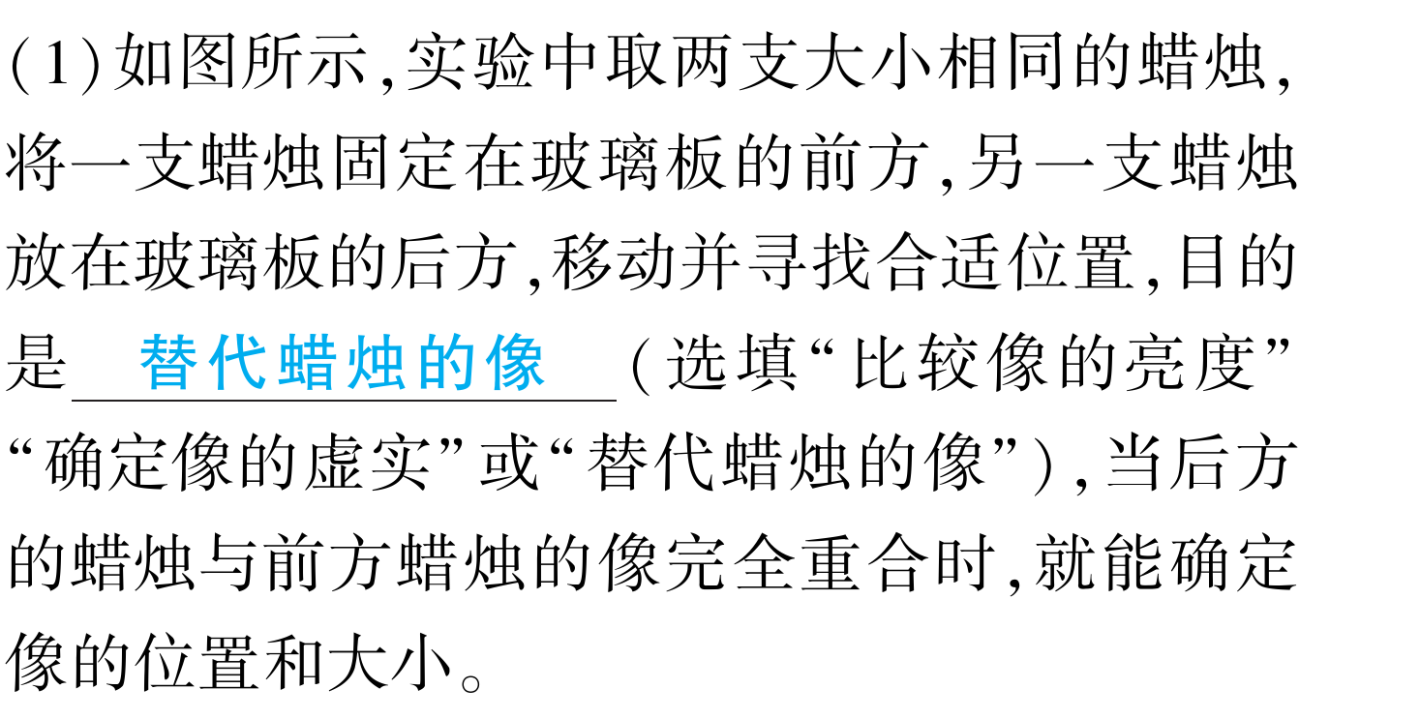 (1)如图所示,实验中取两支大小相同的蜡烛,
将一支蜡烛固定在玻璃板的前方,另一支蜡烛
放在玻璃板的后方,移动并寻找合适位置,目的
是 替代蜡烛的像 (选填“比较像的亮度”
“确定像的虚实”或“替代蜡烛的像”),当后方
的蜡烛与前方蜡烛的像完全重合时,就能确定
像的位置和大小。